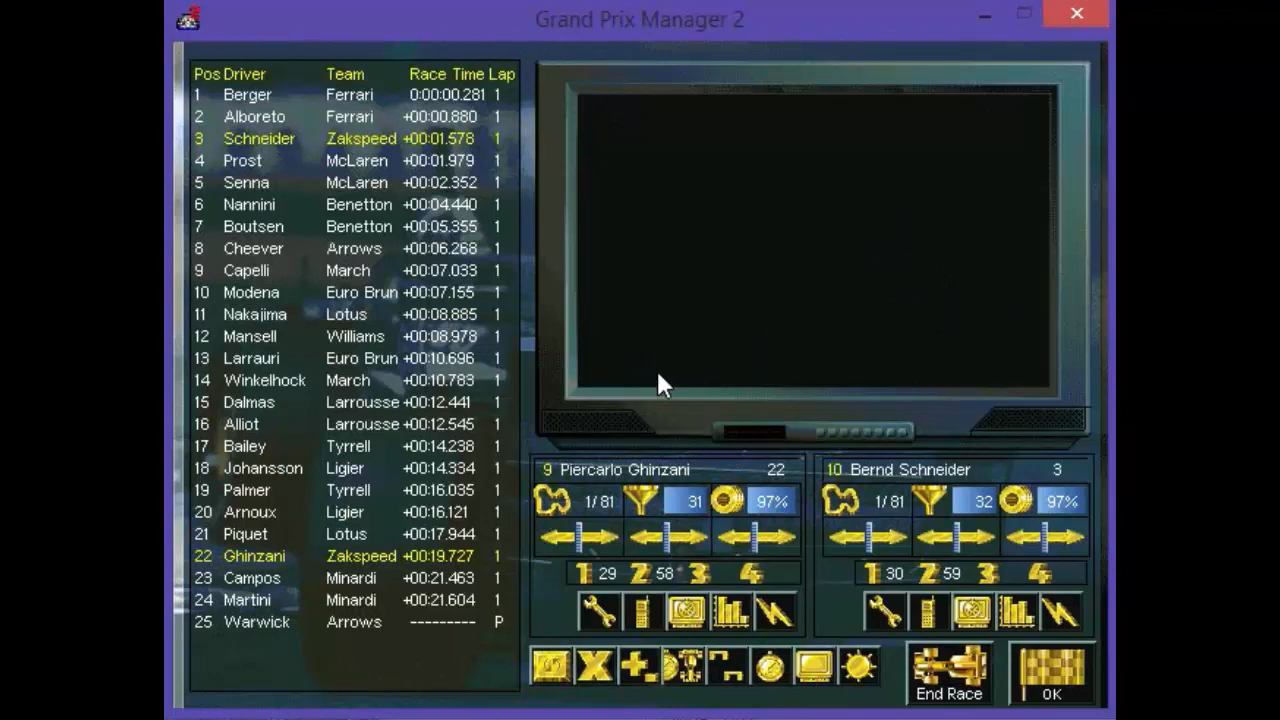 Grand Prix Manager 2
Pos Driver Team Race Time Lap
1 Berger Ferrari 0:00:00.281 1
2 Alboreto Ferrari +00:00.880 1
3 Schneider Zakspeed +00:01.578 1
4 Prost McLaren +00:01.979 1
5 Senna McLaren +00:02.352 1
6 Nannini Benetton +00:04.440 1
7 Boutsen Benetton +00:05.355 1
8 Cheever Arrows +00:06.268 1
9 Capelli March +00:07.033 1
10 Modena Euro Brun +00:07.155 1
11 Nakajima Lotus +00:08.885 1
12 Mansell Williams +00:08.978 1
13 Larrauri Euro Brun +00:10.696 1
14 Winkelhock March +00:10.783 1
15 Dalmas Larrousse +00:12.441 1
16 Alliot Larrousse +00:12.545 1
17 Bailey Tyrrell +00:14.238 1
18 Johansson Ligier +00:14.334 1
19 Palmer Tyrrell +00:16.035 1
20 Arnoux Ligier +00:16.121 1
21 Piquet Lotus +00:17.944 1
22 Ghinzani Zakspeed +00:19.727 1
23 Campos Minardi +00:21.463 1
24 Martini Minardi +00:21.604 1
25 Warwick Arrows --------- P
9 Piercarlo Ghinzani 22
1/81 31 97%
1 29 2 58 3 4
10 Bernd Schneider 3
1/81 32 97%
1 30 2 59 3 4
End Race
OK